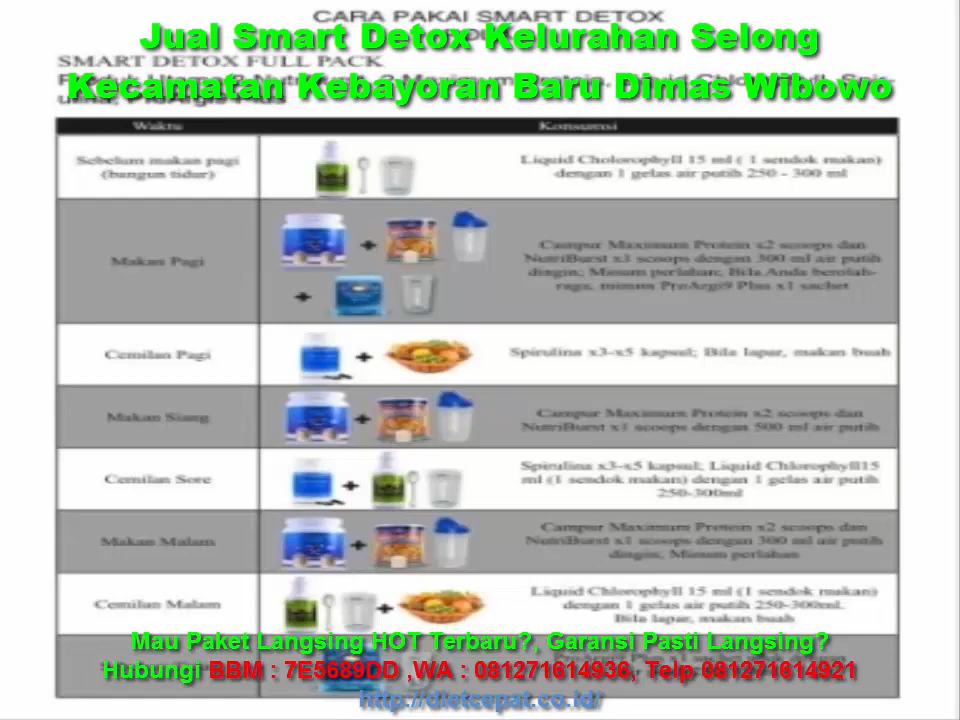 CARA PAKAI SMART DETOX
Jual Smart Detox Kelurahan Selong
SMART DETOX FULL PACK
Kecamatan Kebayoran Baru Dimas Wibowo
Waktu Konsumsi
Sebelum makan pagi
(bangun tidur)
Liquid Cholorophyll 15 ml ( 1 sendok makan)
dengan 1 gelas air putih 250 - 300 ml
Makan Pagi
Campur Maximum Protein x2 scoops dan
NutriBurst x1 scoops dengan 300 ml air putih
dingin; Minum perlahan; Bila Anda berolah-
raga, minum ProArgi9 Plus x1 sachet
Cemilan Pagi
Spirulina x3-x5 kapsul; Bila lapar, makan buah
Makan Siang
Campur Maximum Protein x2 scoops dan
NutriBurst x1 scoops dengan 500 ml air putih
Cemilan Sore
Spirulina x3-x5 kapsul; Liquid Chlorophyll15
ml (1 sendok makan) dengan 1 gelas air putih
250-300ml
Makan Malam
Campur Maximum Protein x2 scoops dan
NutriBurst x1 scoops dengan 300 ml air putih
dingin; Minum perlahan
Cemilan Malam
Liquid Chlorophyll 15 ml (1 sendok makan)
dengan 1 gelas air putih 250-300ml.
Bila lapar, makan buah
Mau Paket Langsing HOT Terbaru?, Garansi Pasti Langsing?
Hubungi BBM : 7E5689DD ,WA : 081271614936, Telp 081271614921
http://dietcepat.co.id/